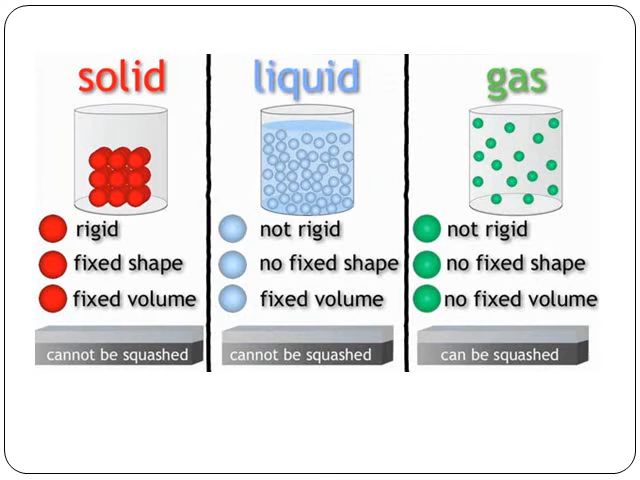 solid
rigid
fixed shape
fixed volume
cannot be squashed
liquid
not rigid
no fixed shape
fixed volume
cannot be squashed
gas
not rigid
no fixed shape
no fixed volume
can be squashed